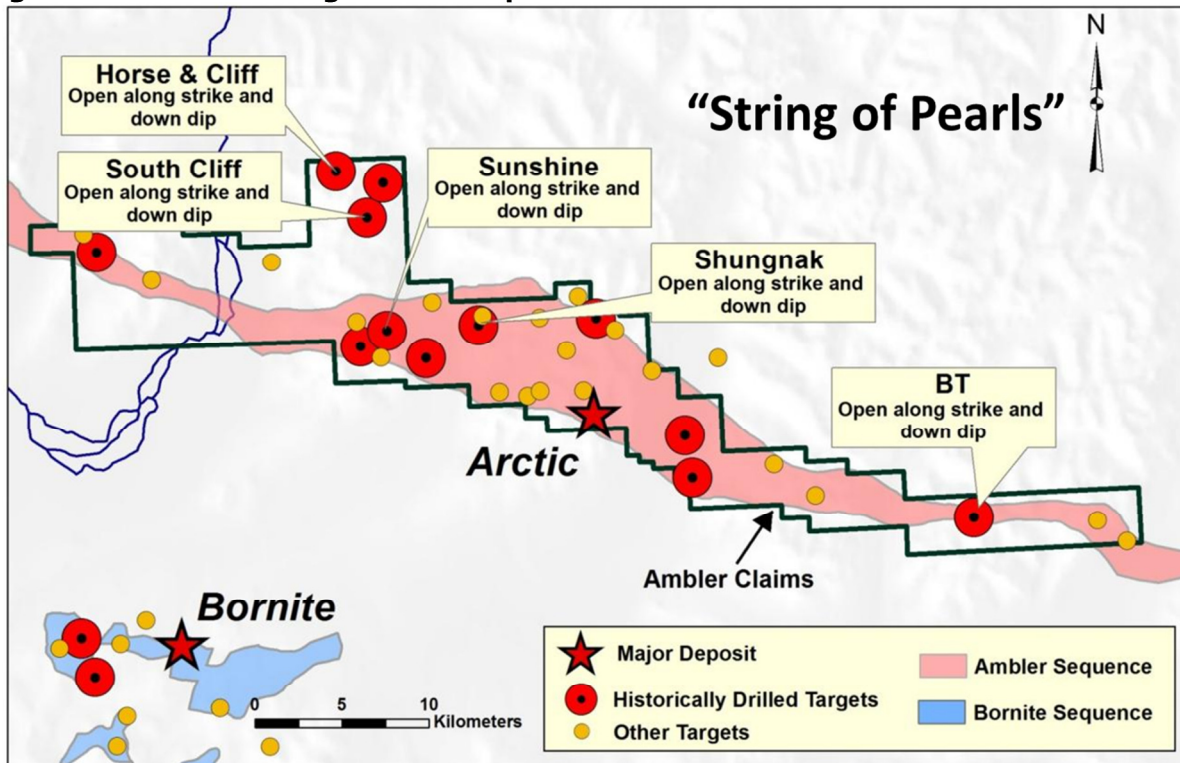 Horse & Cliff
Open along strike and
down dip
South Cliff
Open along strike and
down dip
Sunshine
Open along strike and
down dip
"String of Pearls"
N
Shungnak
Open along strike and
down dip
BT
Open along strike and
down dip
Arctic
Ambler Claims
Bornite
0 5 10
Kilometers
Major Deposit
Historically Drilled Targets
Other Targets
Ambler Sequence
Bornite Sequence